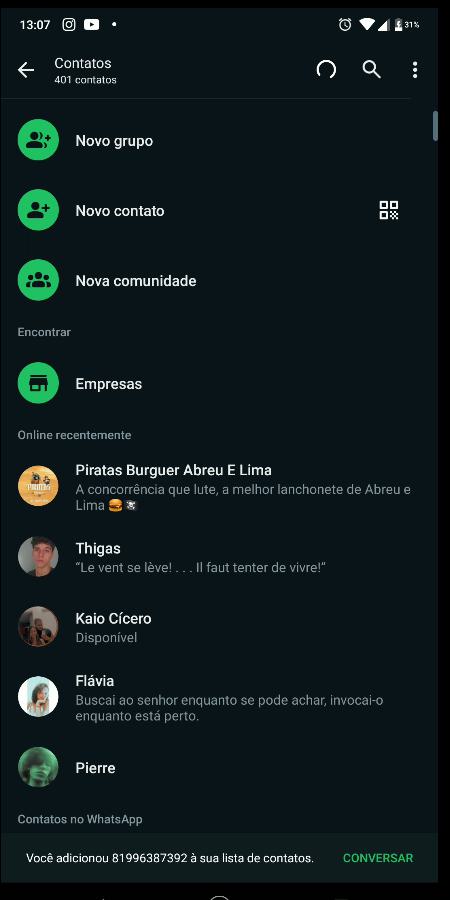 13:07
31%
Contatos
401 contatos
Novo grupo
Novo contato
Nova comunidade
Encontrar
Empresas
Online recentemente
Piratas Burguer Abreu E Lima
A concorrência que lute, a melhor lanchonete de Abreu e
Lima 🍔🏴‍☠️
Thigas
“Le vent se lève! . . . Il faut tenter de vivre!”
Kaio Cícero
Disponível
Flávia
Buscai ao senhor enquanto se pode achar, invocai-o
enquanto está perto.
Pierre
Contatos no WhatsApp
Você adicionou 81996387392 à sua lista de contatos.
CONVERSAR